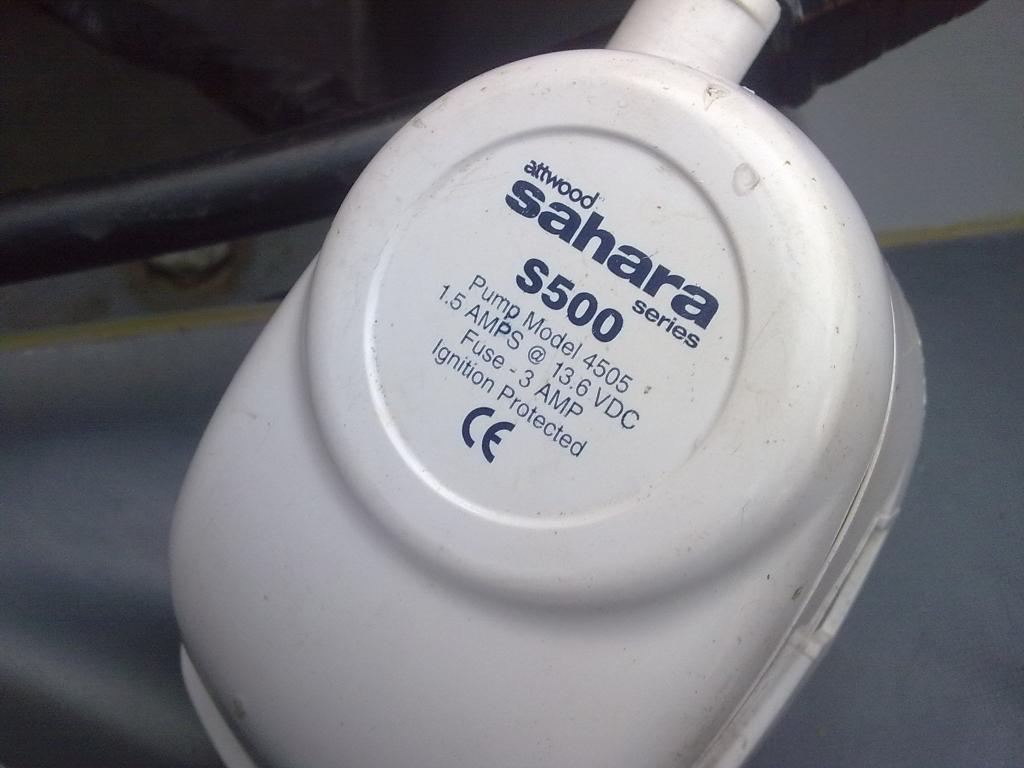 attwood
sahara
series
S500
Pump Model 4505
1.5 AMPS @ 13.6 VDC
Fuse - 3 AMP
Ignition Protected
CE